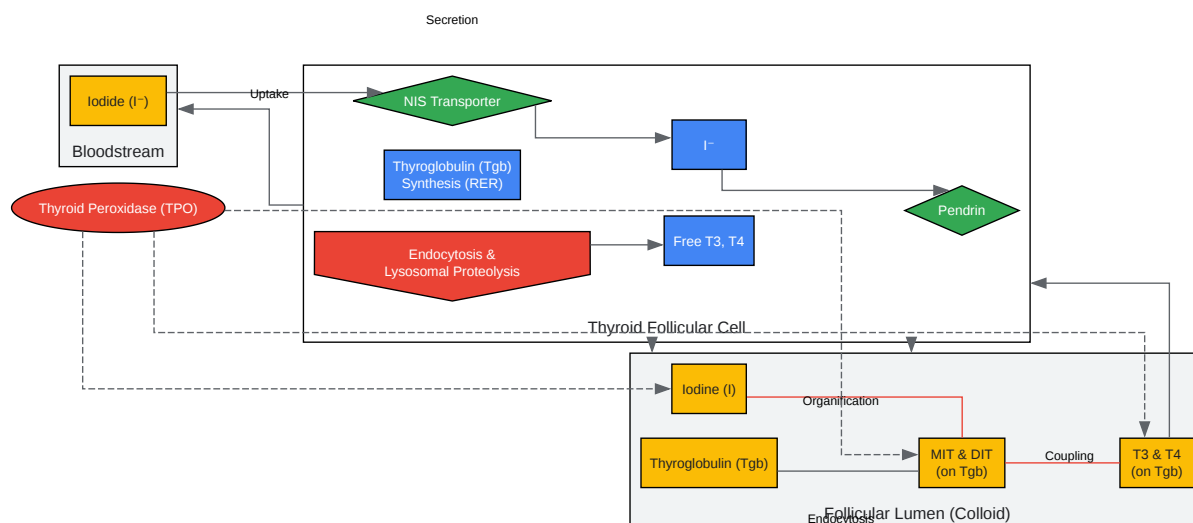 Secretion
Iodide (I⁻)
Uptake
Bloodstream
NIS Transporter
I⁻
Thyroglobulin (Tgb)
Synthesis (RER)
Thyroid Peroxidase (TPO)
Pendrin
Free T3, T4
Endocytosis &
Lysosomal Proteolysis
Thyroid Follicular Cell
Iodine (I)
Organification
Thyroglobulin (Tgb)
MIT & DIT
(on Tgb)
Coupling
T3 & T4
(on Tgb)
Follicular Lumen (Colloid)
Endocytosis